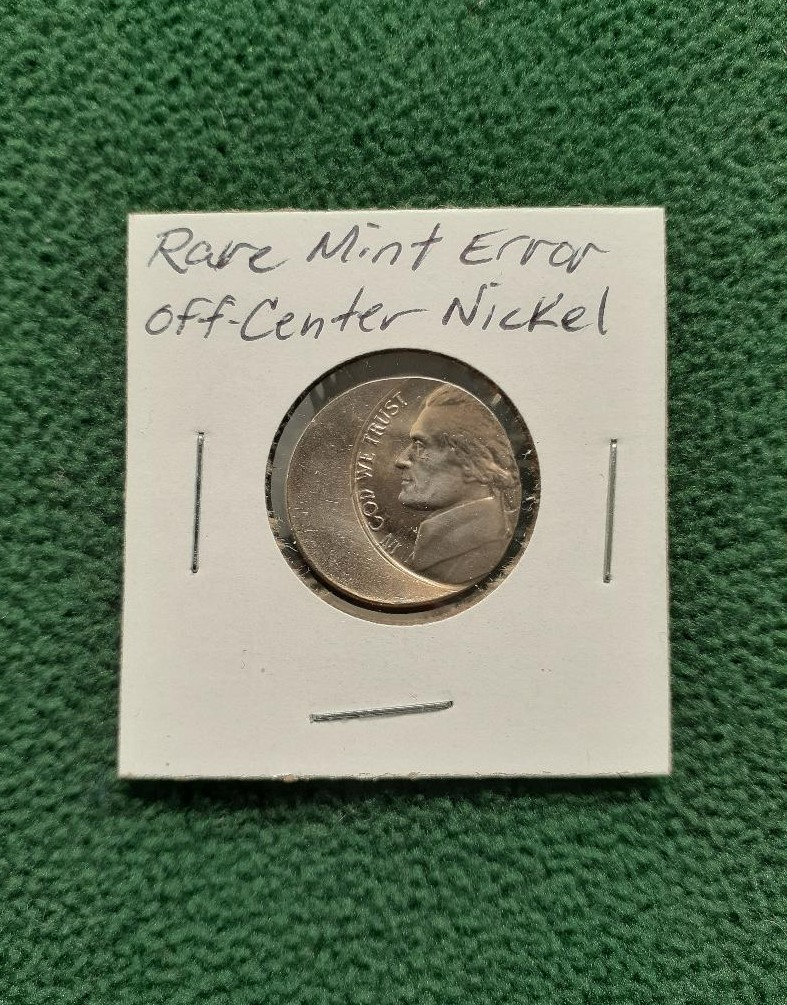 Rare Mint Error
Off-Center Nickel
IN GOD WE TRUST